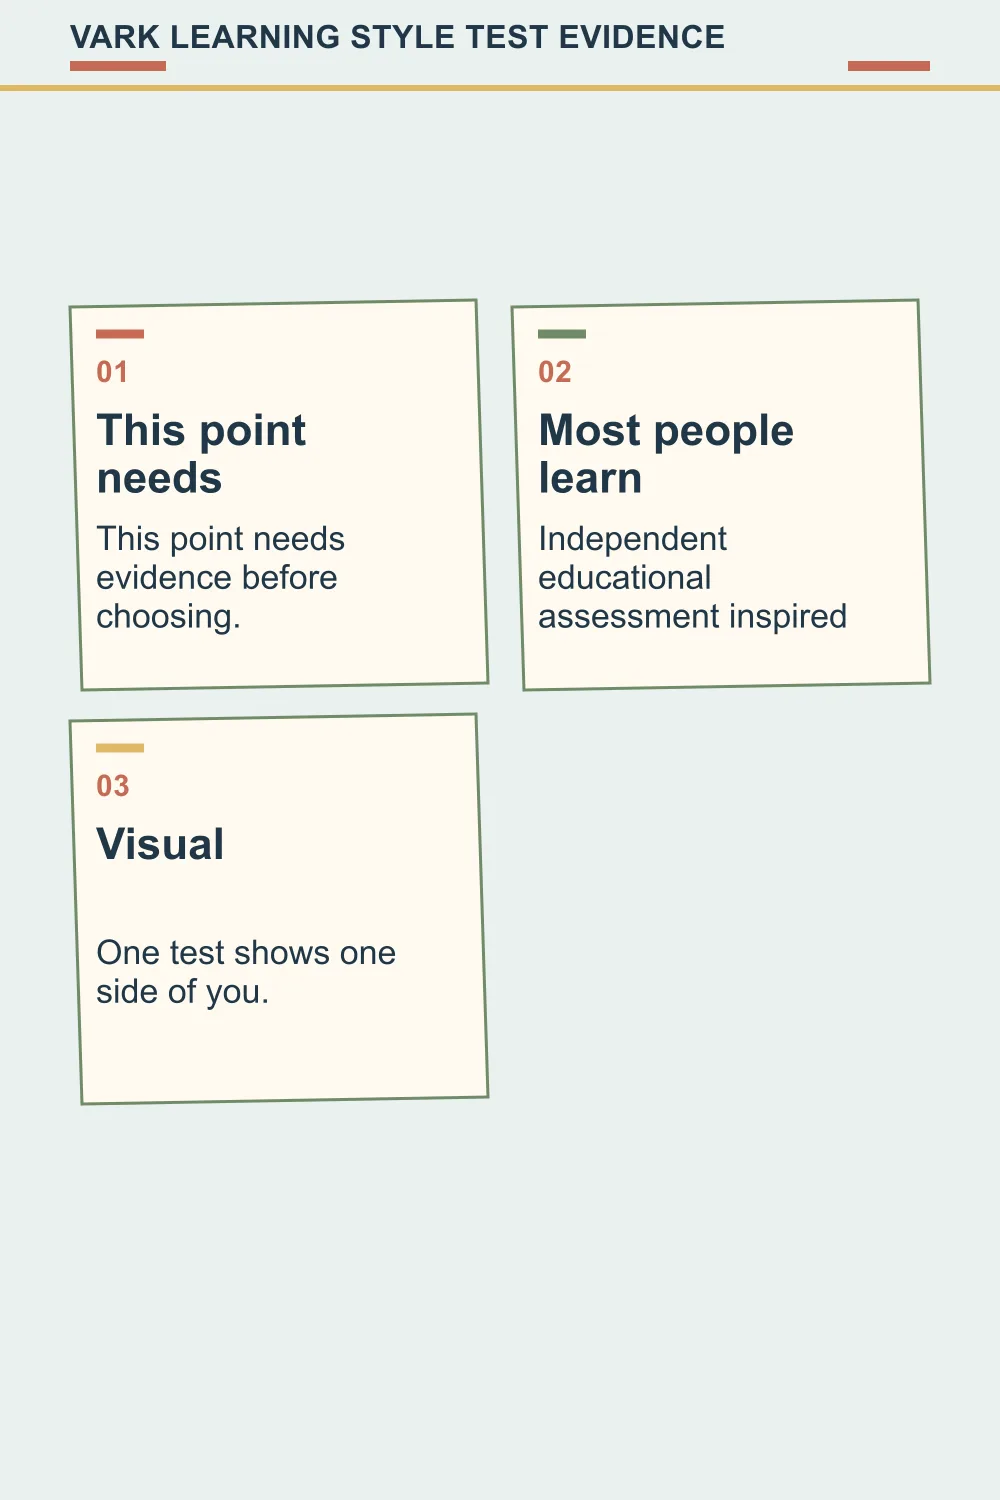 VARK LEARNING STYLE TEST EVIDENCE
01
This point
needs
This point needs
evidence before
choosing.
02
Most people
learn
Independent
educational
assessment inspired
03
Visual
One test shows one
side of you.